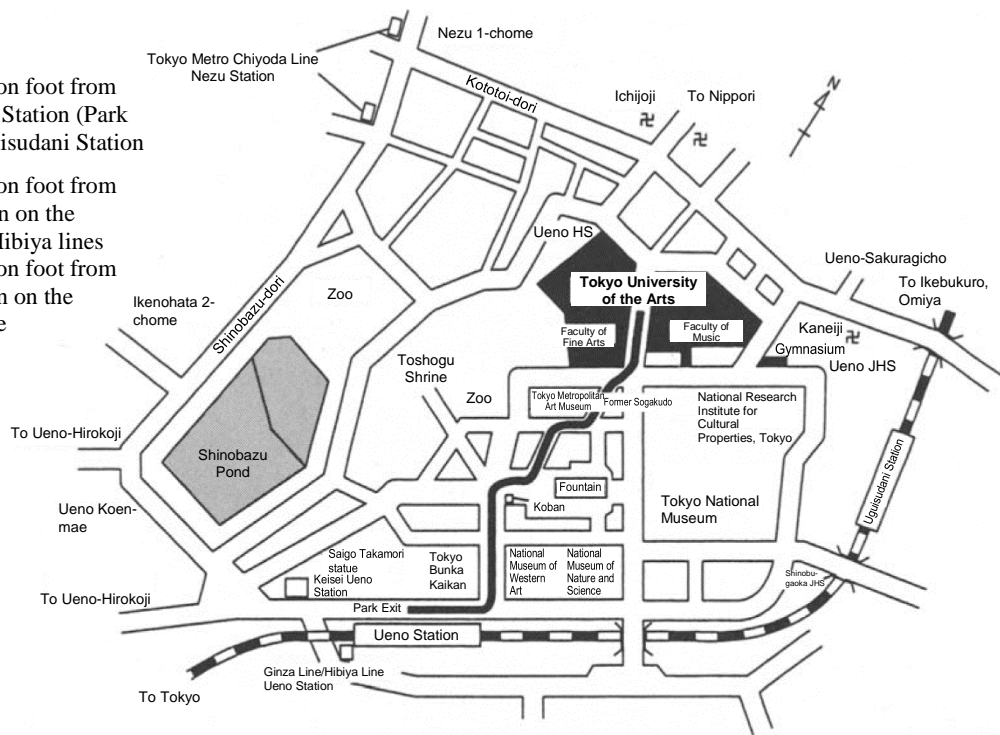 on foot from
Station (Park
uisudani Station
on foot from
n on the
Hibiya lines
on foot from
n on the
e
Nezu 1-chome
Tokyo Metro Chiyoda Line
Nezu Station
Kototoi-dori
Ichijoji
To Nippori
N
Ueno HS
Ueno-Sakuragicho
To Ikebukuro,
Omiya
Tokyo University
of the Arts
Faculty of
Fine Arts
Faculty of
Music
Kaneiji
Gymnasium
Ueno JHS
Ikenohata 2-
chome
Shinobazu-dori
Zoo
Toshogu
Shrine
Zoo
Tokyo Metropolitan
Art Museum
Former Sogakudo
National Research
Institute for
Cultural
Properties, Tokyo
To Ueno-Hirokoji
Shinobazu
Pond
Ueno Koen-
mae
Fountain
Koban
Tokyo National
Museum
Uguisudani Station
Saigo Takamori
statue
Keisei Ueno
Station
Tokyo
Bunka
Kaikan
National
Museum of
Western
Art
National
Museum of
Nature and
Science
Shinobu-
gaoka JHS
To Ueno-Hirokoji
Park Exit
Ueno Station
Ginza Line/Hibiya Line
Ueno Station
To Tokyo